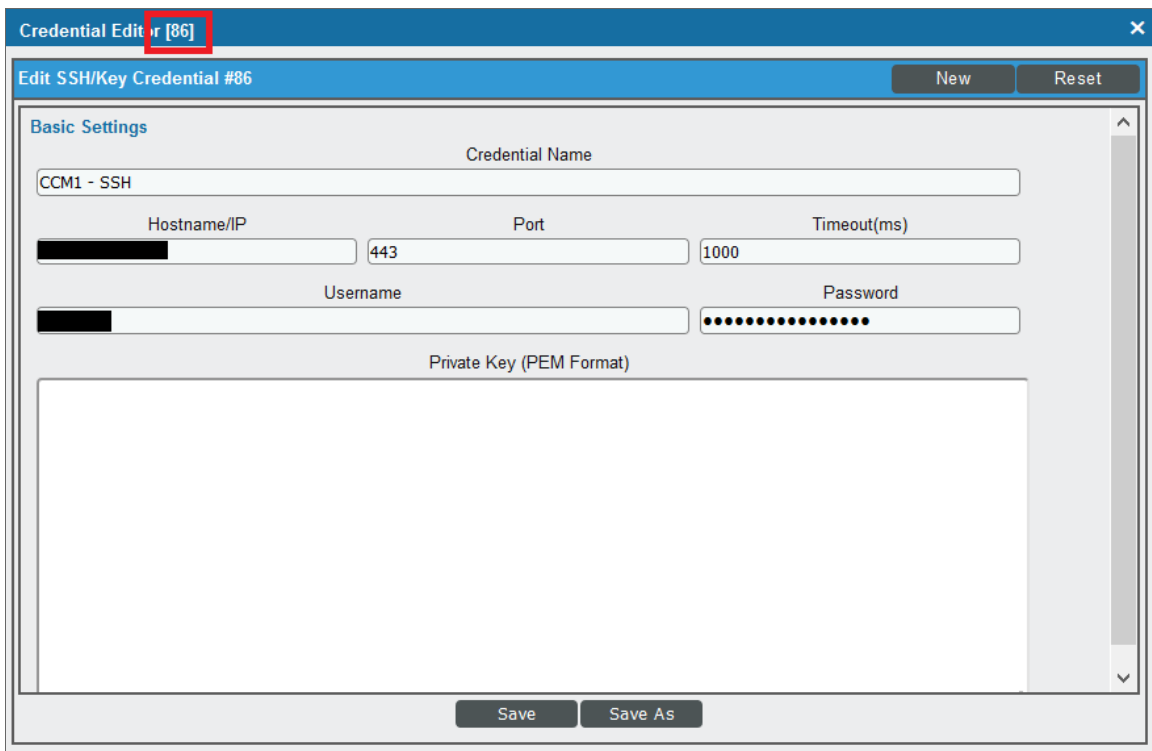 Credential Editor [86]
Edit SSH/Key Credential #86 New Reset
Basic Settings
Credential Name
CCM1 - SSH
Hostname/IP Port Timeout(ms)
443 1000
Username Password
••••••••••••••••
Private Key (PEM Format)
Save Save As